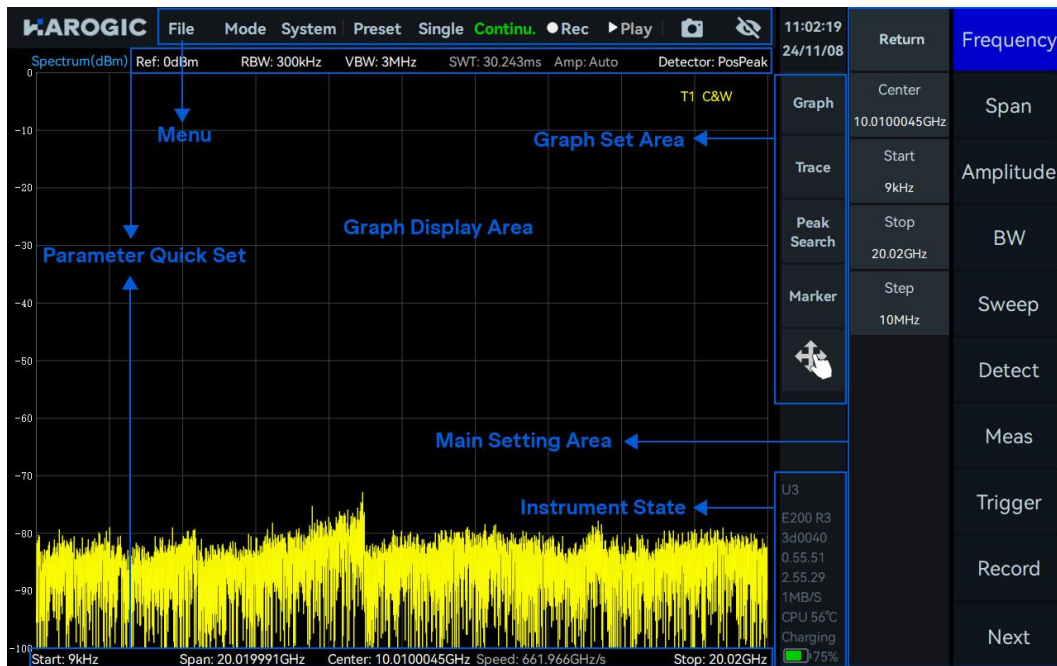 HAROGIC File Mode System Preset Single Continu. Rec Play
11:02:19
24/11/08
Spectrum(dBm) Ref: 0dBm RBW: 300kHz VBW: 3MHz SWT: 30.243ms Amp: Auto Detector: PosPeak
T1 C&W
0
-10
-20
-30
-40
-50
-60
-70
-80
-90
-100
Menu
Graph Set Area
Graph Display Area
Parameter Quick Set
Main Setting Area
Instrument State
Start: 9kHz Span: 20.019991GHz Center: 10.0100045GHz Speed: 661.966GHz/s Stop: 20.02GHz
Graph
Trace
Peak
Search
Marker
U3
E200 R3
3d0040
0.55.51
2.55.29
1MB/S
CPU 56℃
Charging
75%
Return
Center
10.0100045GHz
Start
9kHz
Stop
20.02GHz
Step
10MHz
Frequency
Span
Amplitude
BW
Sweep
Detect
Meas
Trigger
Record
Next